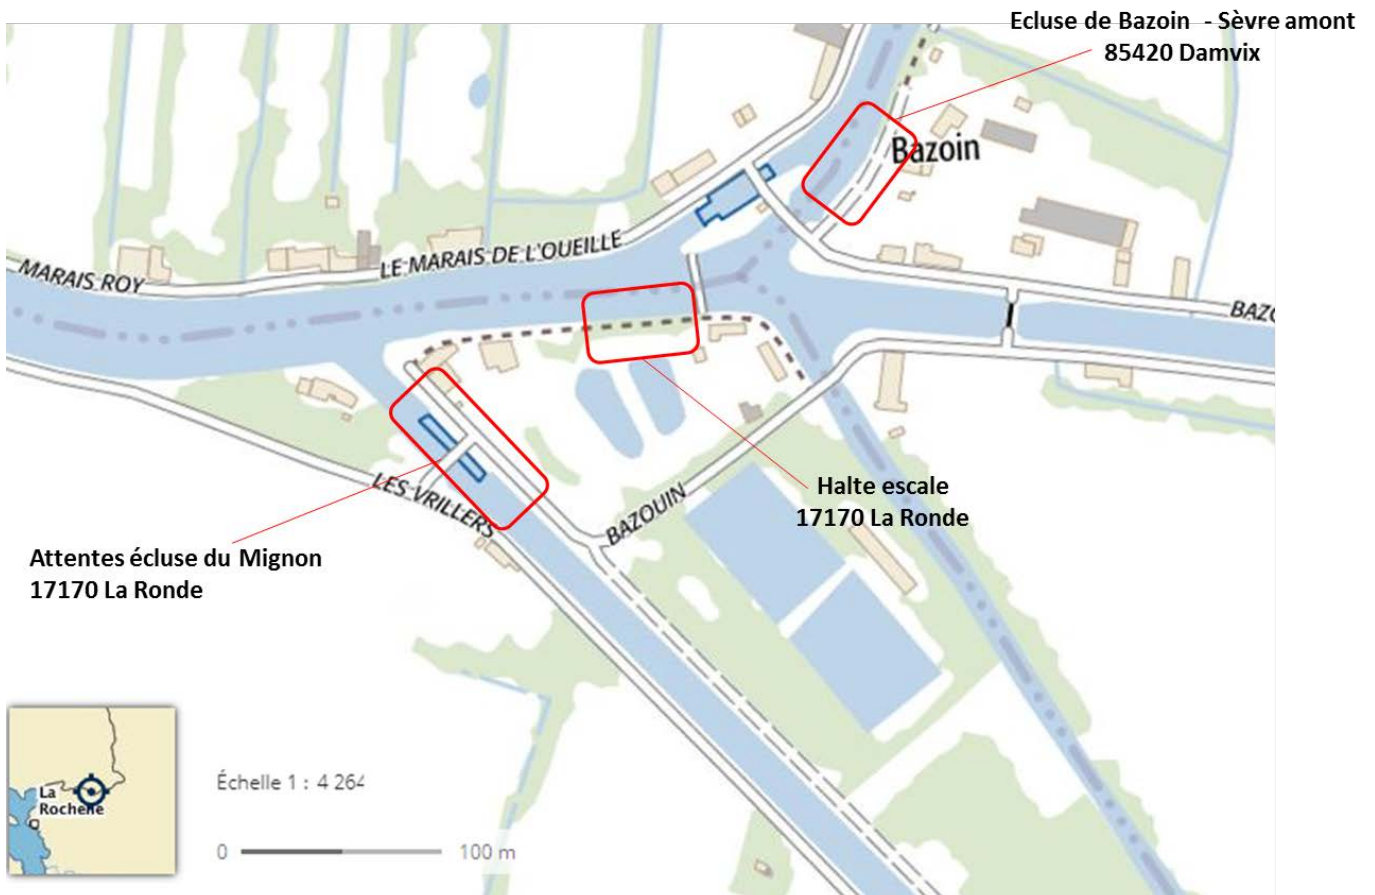 Ecluse de Bazoin - Sèvre amont
85420 Damvix
Bazoin
LE MARAIS DE L'OUEILLE
MARAIS ROY
BAZO
LES VRILLERS
BAZOUIN
Halte escale
17170 La Ronde
Attentes écluse du Mignon
17170 La Ronde
La
Rochelle
Échelle 1 : 4 264
0 100 m